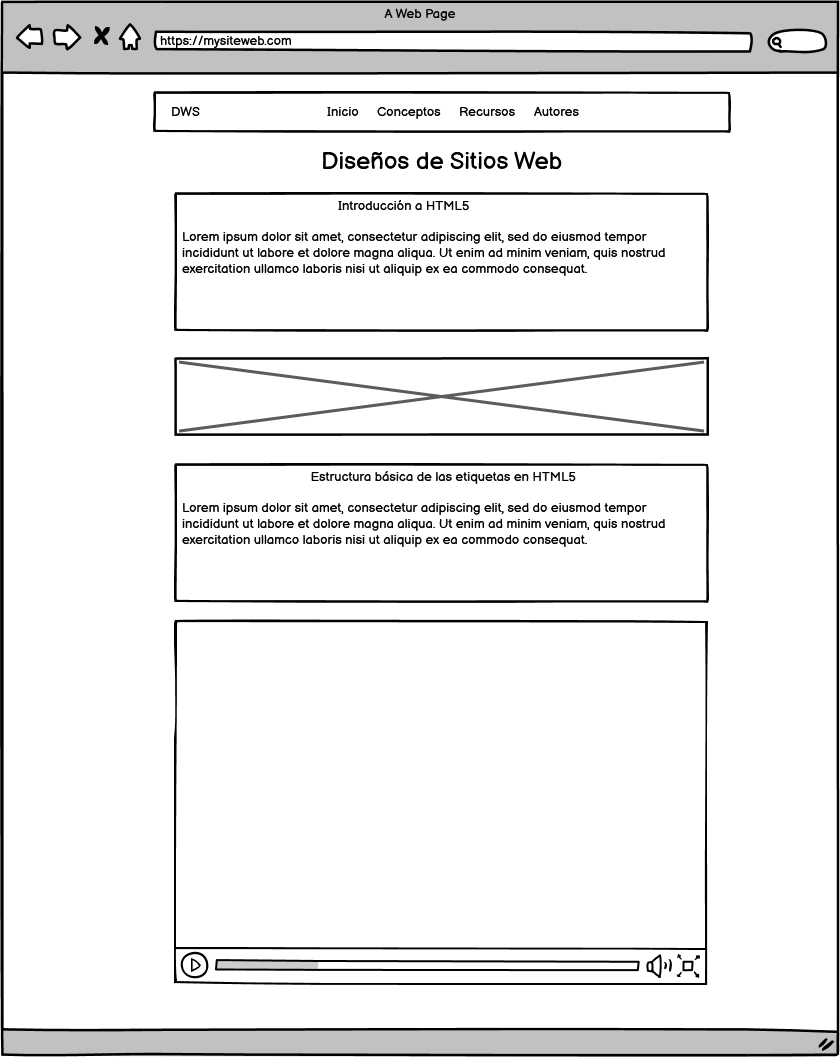 A Web Page
https://mysiteweb.com
DWS Inicio Conceptos Recursos Autores
Diseños de Sitios Web
Introducción a HTML5
Lorem ipsum dolor sit amet, consectetur adipiscing elit, sed do eiusmod tempor
incididunt ut labore et dolore magna aliqua. Ut enim ad minim veniam, quis nostrud
exercitation ullamco laboris nisi ut aliquip ex ea commodo consequat.
Estructura básica de las etiquetas en HTML5
Lorem ipsum dolor sit amet, consectetur adipiscing elit, sed do eiusmod tempor
incididunt ut labore et dolore magna aliqua. Ut enim ad minim veniam, quis nostrud
exercitation ullamco laboris nisi ut aliquip ex ea commodo consequat.